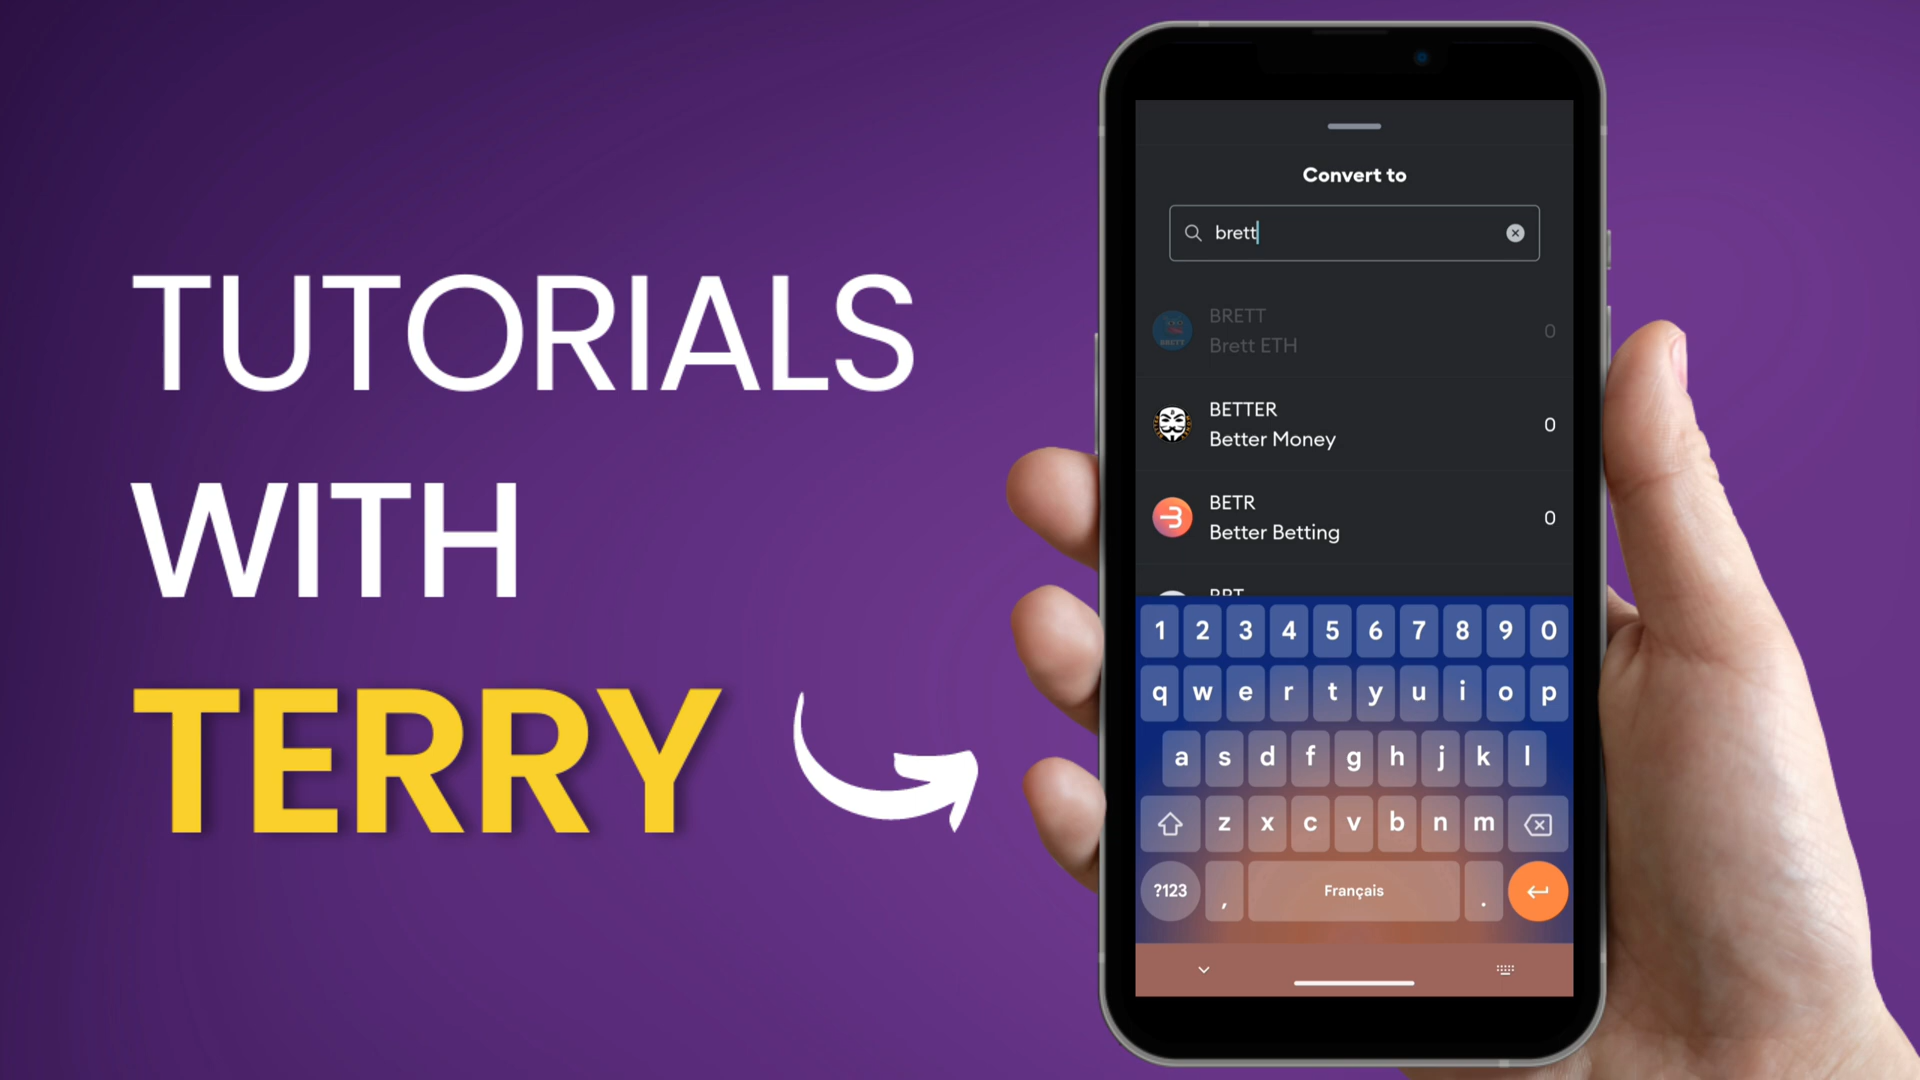 TUTORIALS
WITH
TERRY
Convert to
brett
BRETT
Brett ETH
0
BETTER
Better Money
0
BETR
Better Betting
0
1 2 3 4 5 6 7 8 9 0
q w e r t y u i o p
a s d f g h j k l
z x c v b n m
?123 , Français .